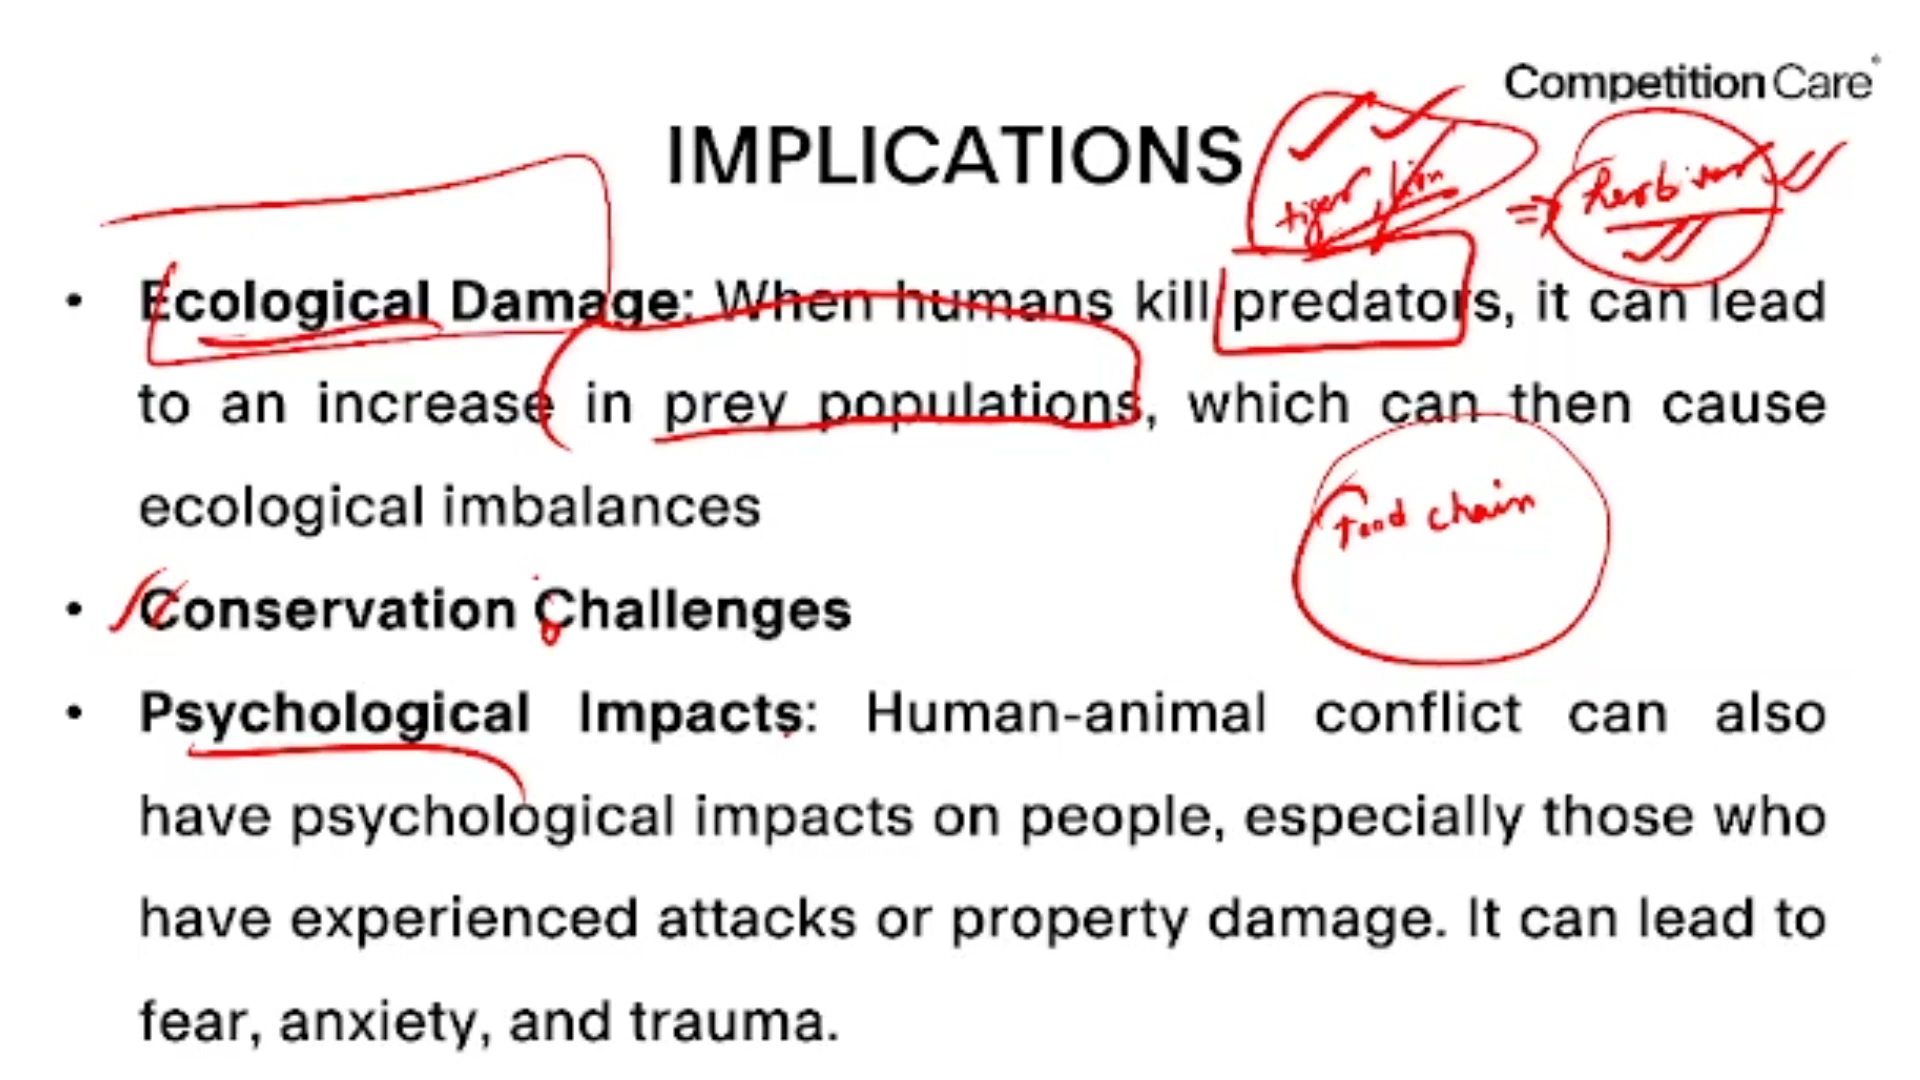 Competition Care
IMPLICATIONS
tiger, lion
⇒ Herbivor
• Ecological Damage: When humans kill predators, it can lead
to an increase in prey populations, which can then cause
ecological imbalances
Food chain
• Conservation Challenges
• Psychological Impacts: Human-animal conflict can also
have psychological impacts on people, especially those who
have experienced attacks or property damage. It can lead to
fear, anxiety, and trauma.